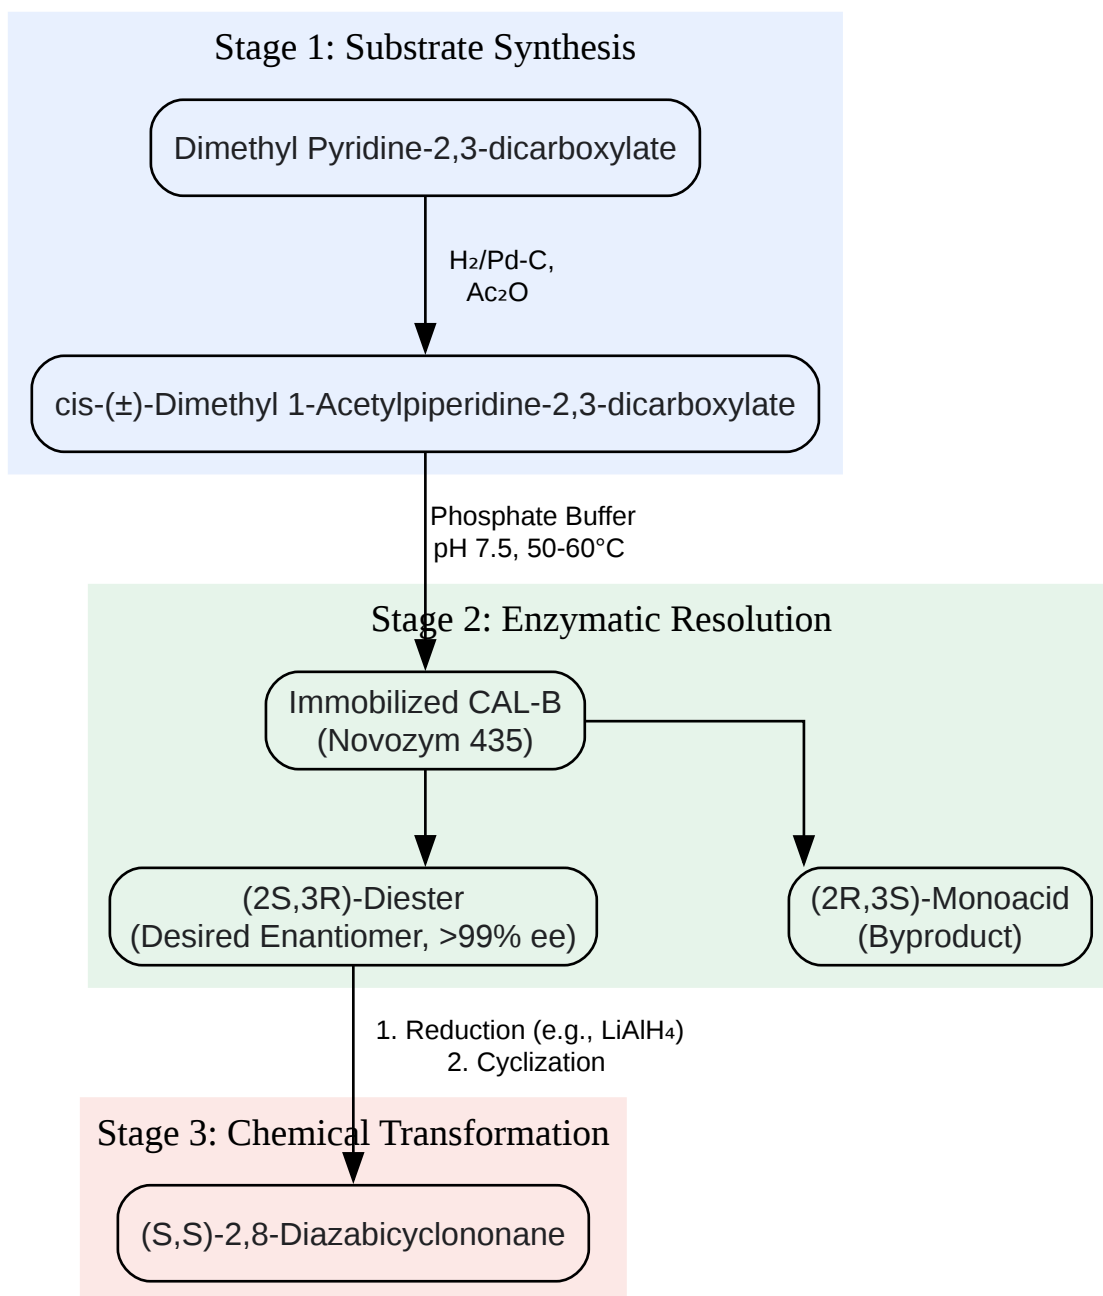 Stage 1: Substrate Synthesis
Dimethyl Pyridine-2,3-dicarboxylate
H₂/Pd-C,
Ac₂O
cis-(±)-Dimethyl 1-Acetylpiperidine-2,3-dicarboxylate
Phosphate Buffer
pH 7.5, 50-60°C
Stage 2: Enzymatic Resolution
Immobilized CAL-B
(Novozym 435)
(2S,3R)-Diester
(Desired Enantiomer, >99% ee)
(2R,3S)-Monoacid
(Byproduct)
1. Reduction (e.g., LiAlH₄)
2. Cyclization
Stage 3: Chemical Transformation
(S,S)-2,8-Diazabicyclononane